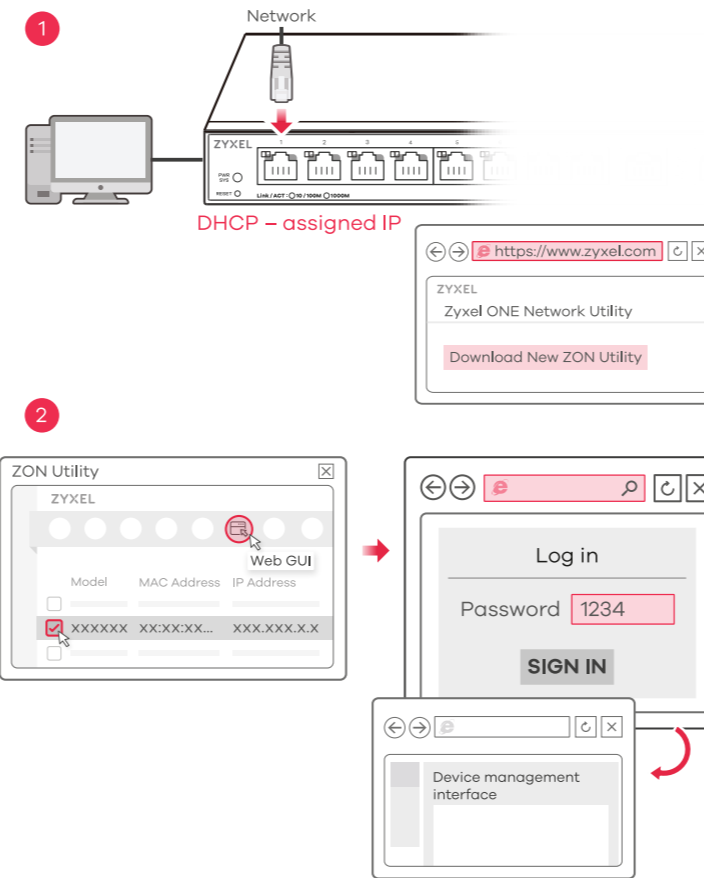 1
Network
ZYXEL
1 2 3 4 5
PWR
SYS
RESET
Link / ACT : 10 / 100M 1000M
DHCP – assigned IP
https://www.zyxel.com
ZYXEL
Zyxel ONE Network Utility
Download New ZON Utility
2
ZON Utility
ZYXEL
Web GUI
Model MAC Address IP Address
XXXXXX XX:XX:XX... XXX.XXX.X.X
Log in
Password 1234
SIGN IN
Device management
interface